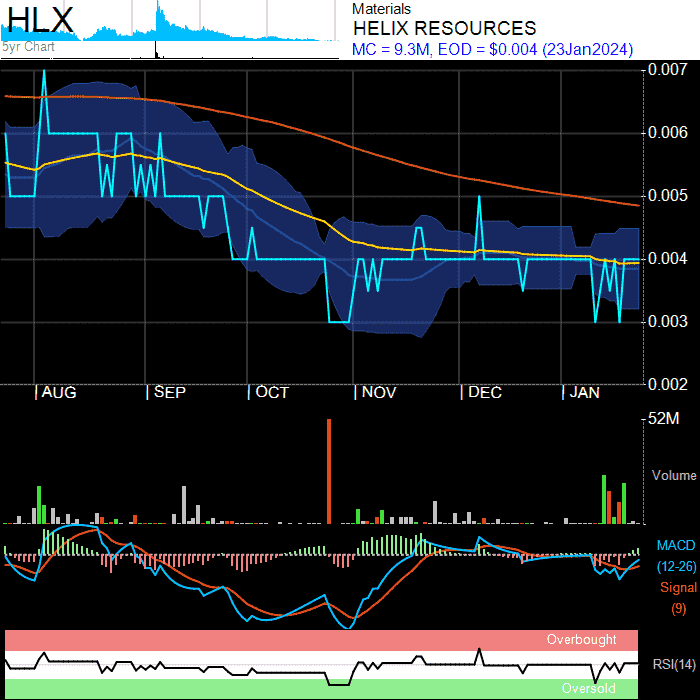 HLX
5yr Chart
Materials
HELIX RESOURCES
MC = 9.3M, EOD = $0.004 (23Jan2024)
0.007
0.006
0.005
0.004
0.003
0.002
AUG SEP OCT NOV DEC JAN
52M
Volume
MACD
(12-26)
Signal
(9)
Overbought
RSI(14)
Oversold